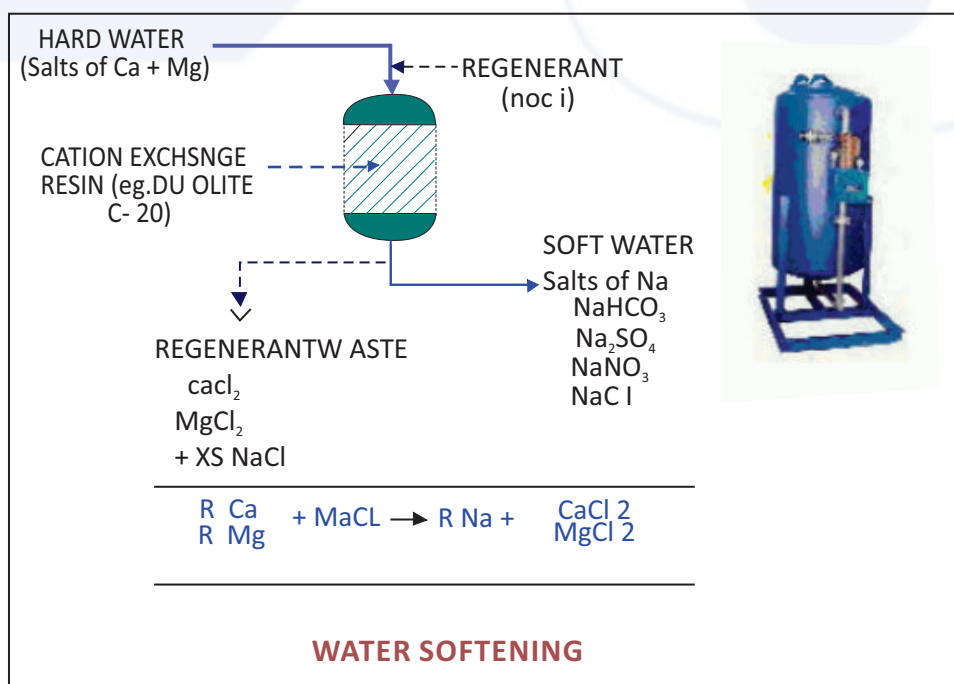 HARD WATER
(Salts of Ca + Mg)
REGENERANT
(noc i)
CATION EXCHSNGE
RESIN (eg.DU OLITE
C- 20)
SOFT WATER
Salts of Na
NaHCO₃
Na₂SO₄
NaNO₃
NaC l
REGENERANTW ASTE
cacl₂
MgCl₂
+ XS NaCl
R Ca
R Mg
+ MaCL → R Na +
CaCl 2
MgCl 2
WATER SOFTENING